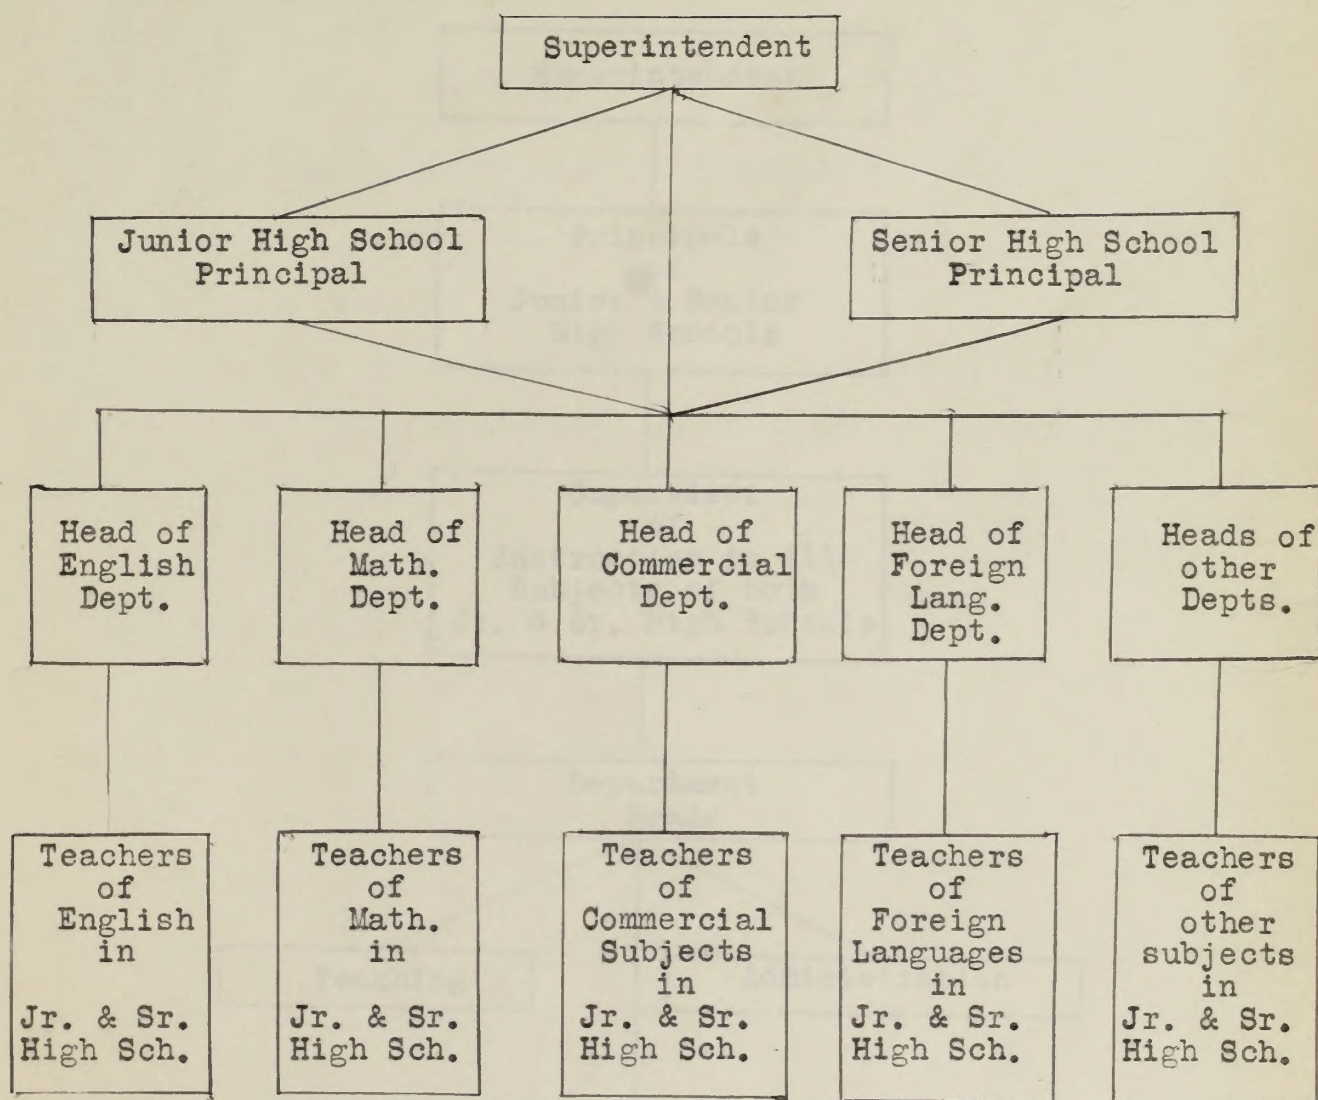 Superintendent
Junior High School
Principal
Senior High School
Principal
Head of
English
Dept.
Head of
Math.
Dept.
Head of
Commercial
Dept.
Head of
Foreign
Lang.
Dept.
Heads of
other
Depts.
Teachers
of
English
in
Jr. & Sr.
High Sch.
Teachers
of
Math.
in
Jr. & Sr.
High Sch.
Teachers
of
Commercial
Subjects
in
Jr. & Sr.
High Sch.
Teachers
of
Foreign
Languages
in
Jr. & Sr.
High Sch.
Teachers
of
other
subjects
in
Jr. & Sr.
High Sch.